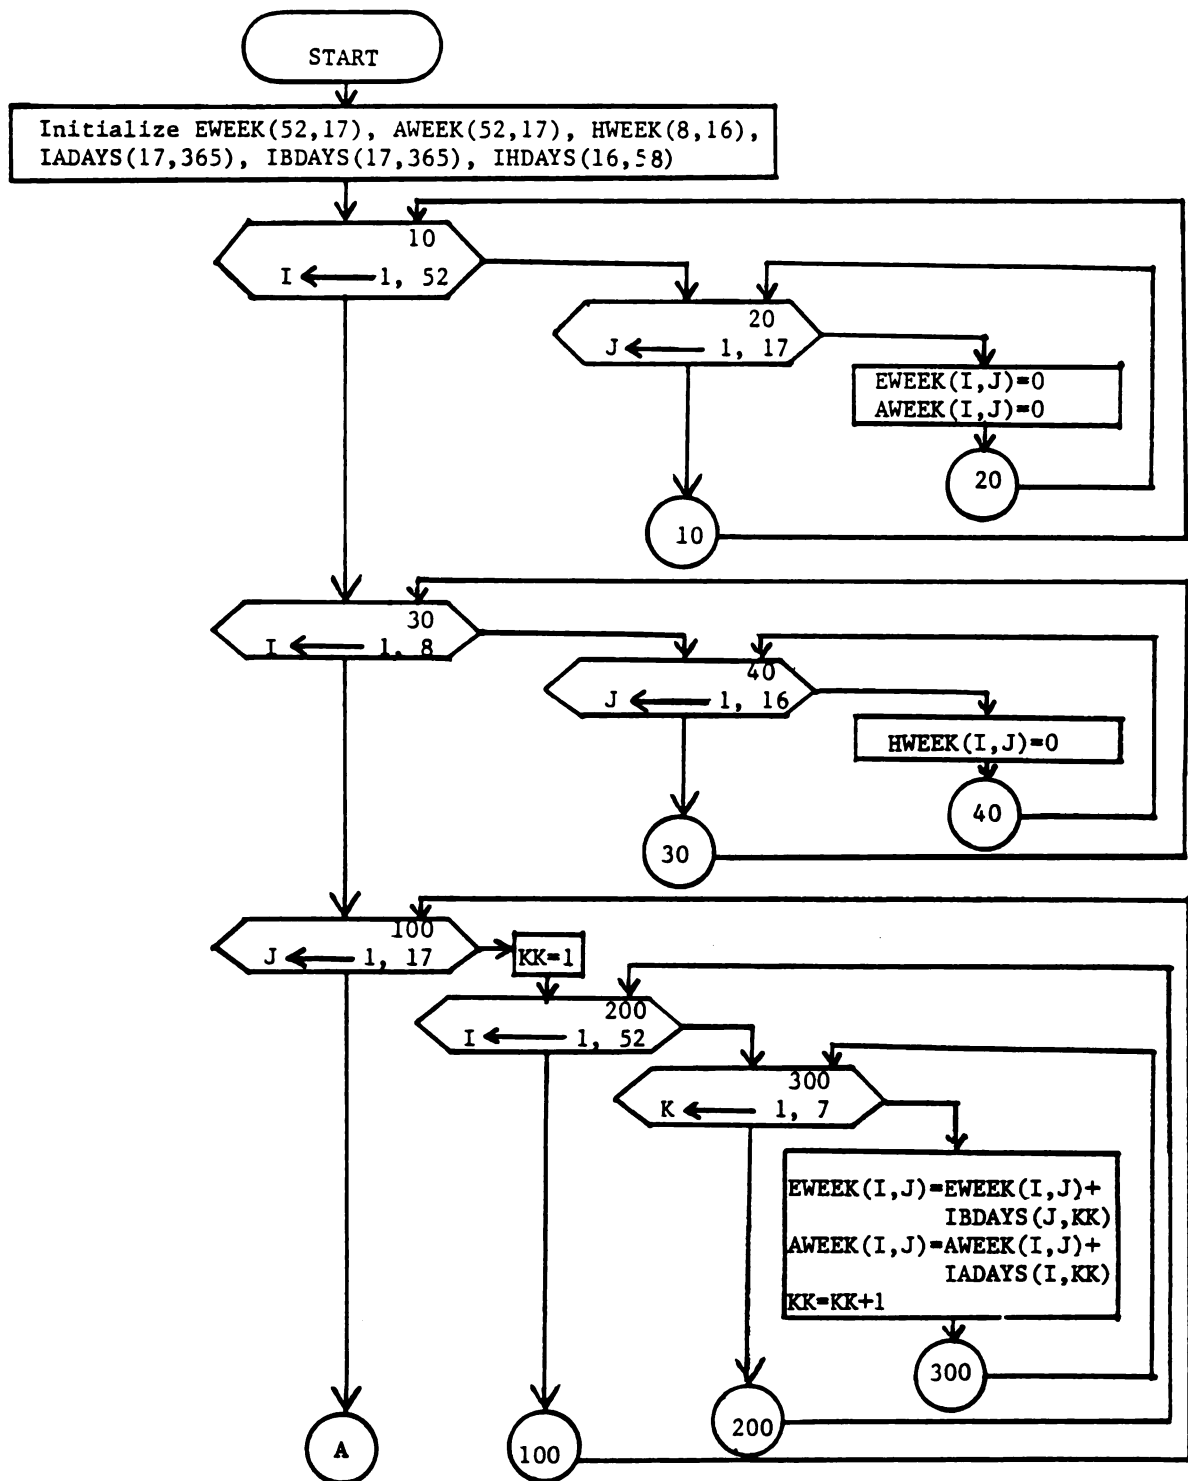 START
Initialize EWEEK(52,17), AWEEK(52,17), HWEEK(8,16),
IADAYS(17,365), IBDAYS(17,365), IHDAYS(16,58)
10
I ← 1, 52
20
J ← 1, 17
EWEEK(I,J)=0
AWEEK(I,J)=0
20
10
30
I ← 1, 8
40
J ← 1, 16
HWEEK(I,J)=0
40
30
100
J ← 1, 17
KK=1
200
I ← 1, 52
300
K ← 1, 7
EWEEK(I,J)=EWEEK(I,J)+
IBDAYS(J,KK)
AWEEK(I,J)=AWEEK(I,J)+
IADAYS(I,KK)
KK=KK+1
300
200
A
100